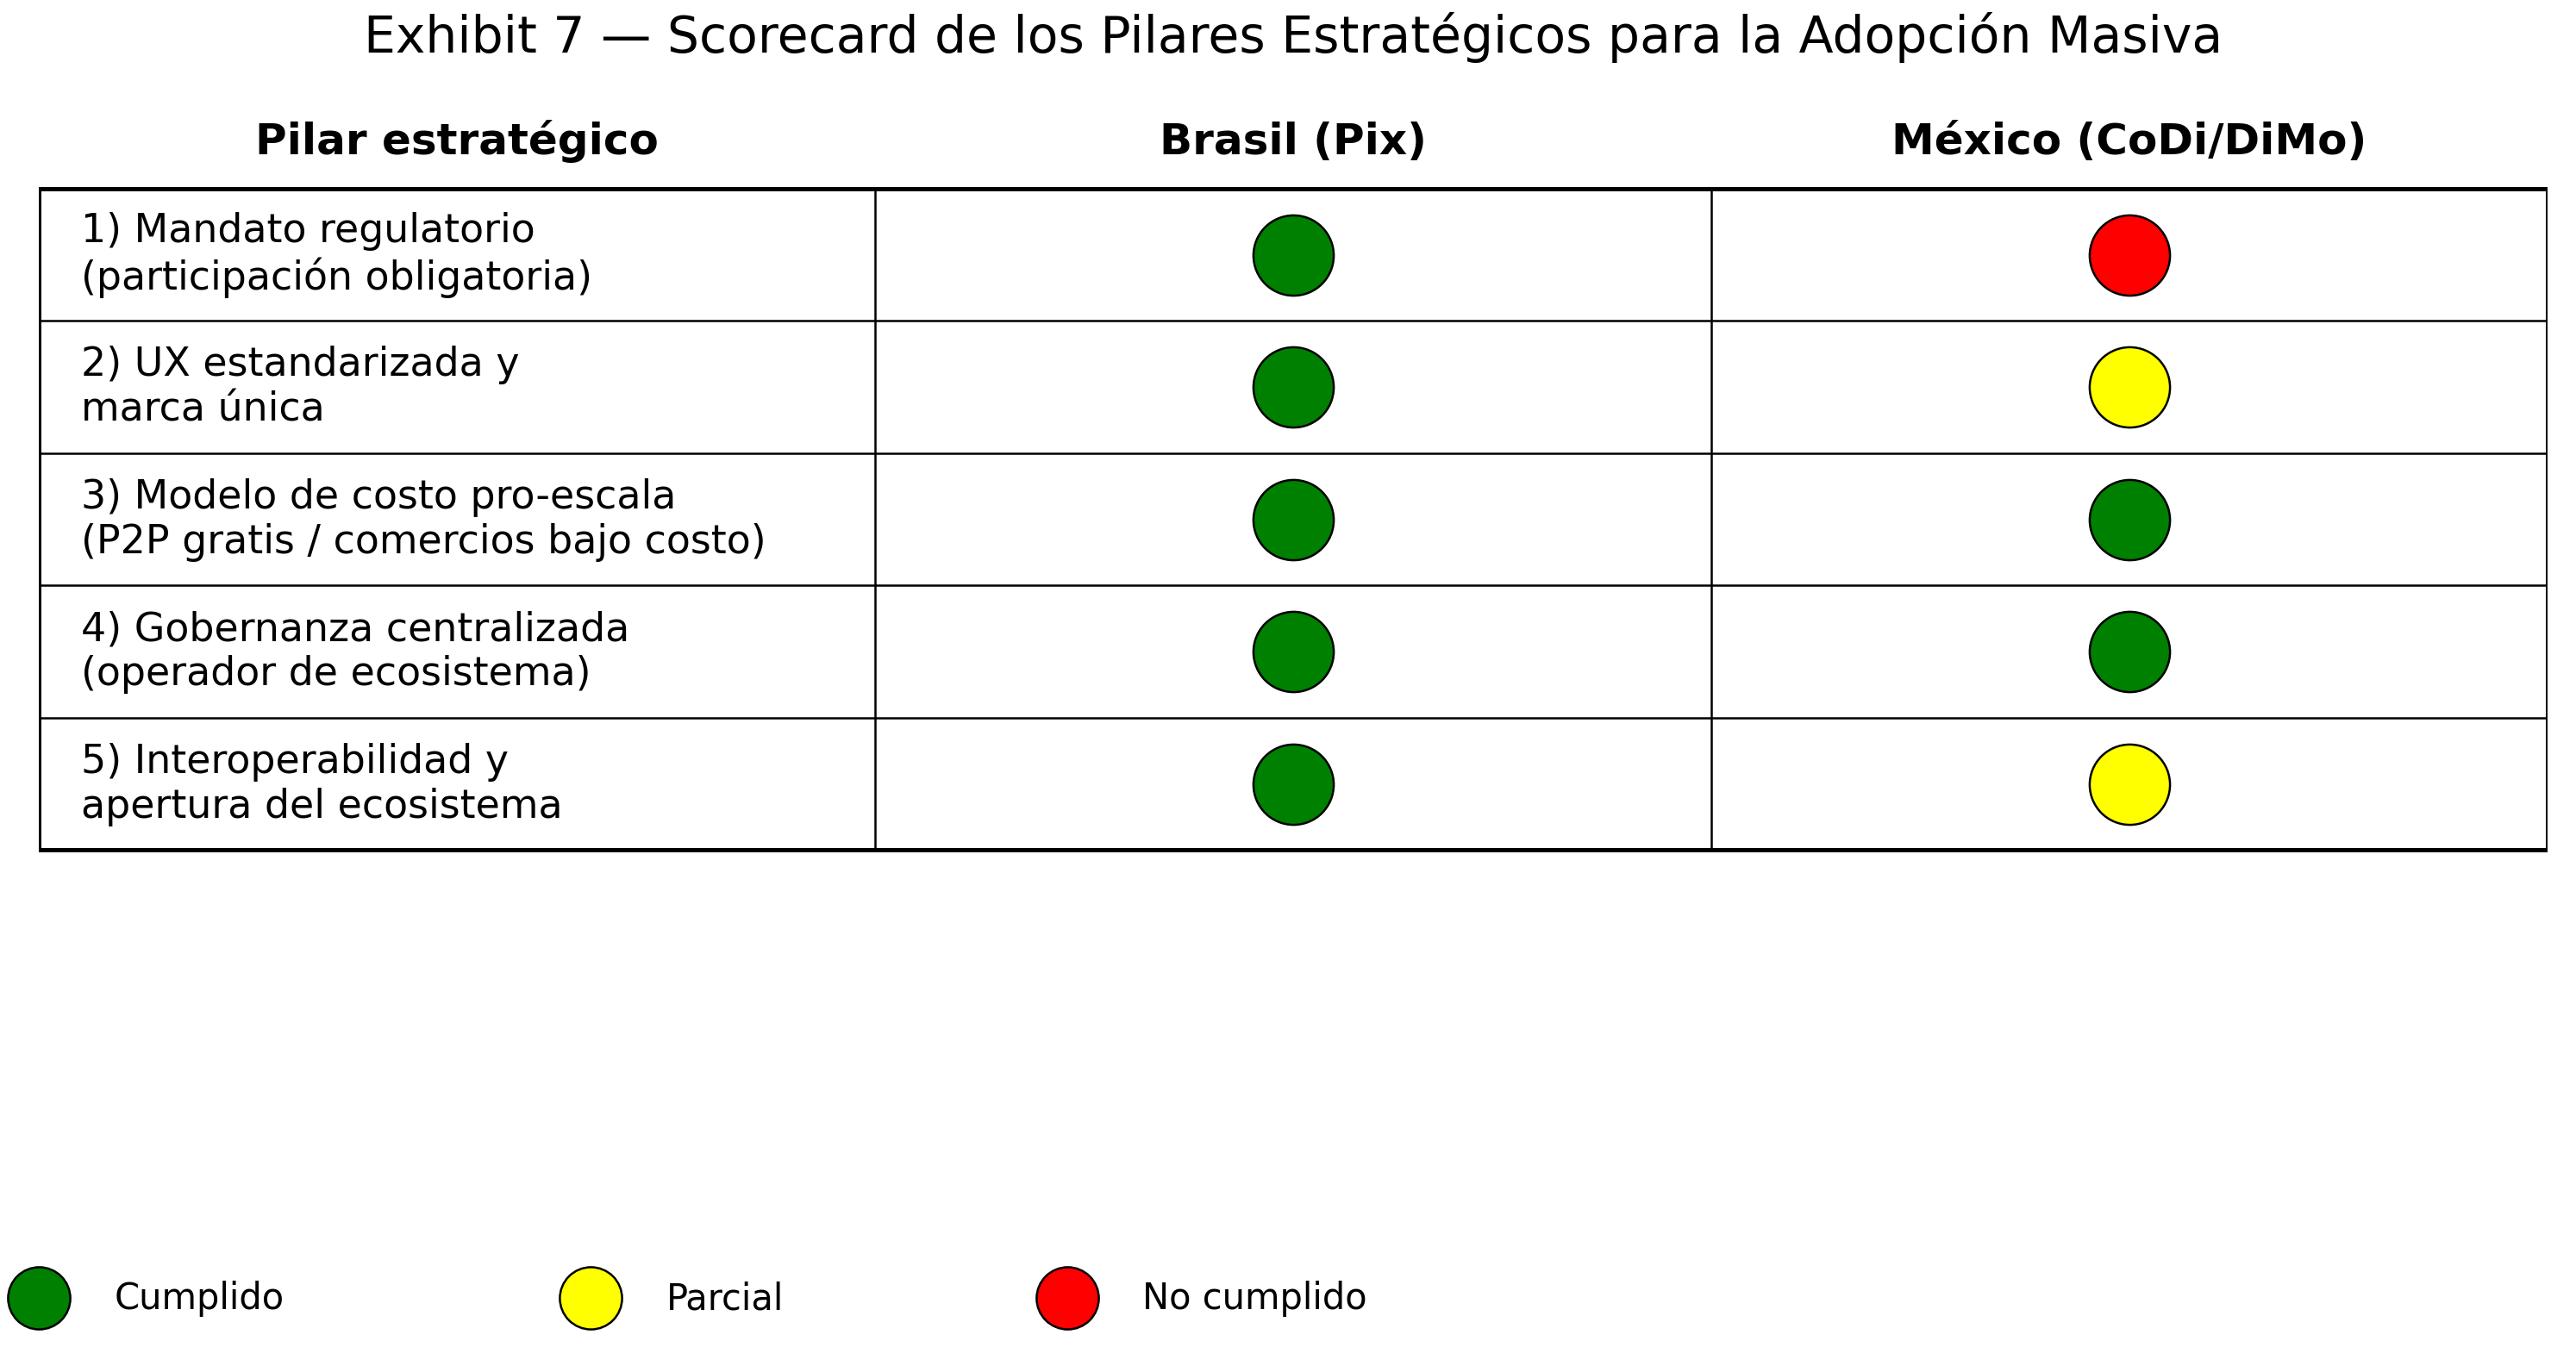 Exhibit 7 — Scorecard de los Pilares Estratégicos para la Adopción Masiva
Pilar estratégico
Brasil (Pix)
México (CoDi/DiMo)
1) Mandato regulatorio
(participación obligatoria)
2) UX estandarizada y
marca única
3) Modelo de costo pro-escala
(P2P gratis / comercios bajo costo)
4) Gobernanza centralizada
(operador de ecosistema)
5) Interoperabilidad y
apertura del ecosistema
Cumplido
Parcial
No cumplido